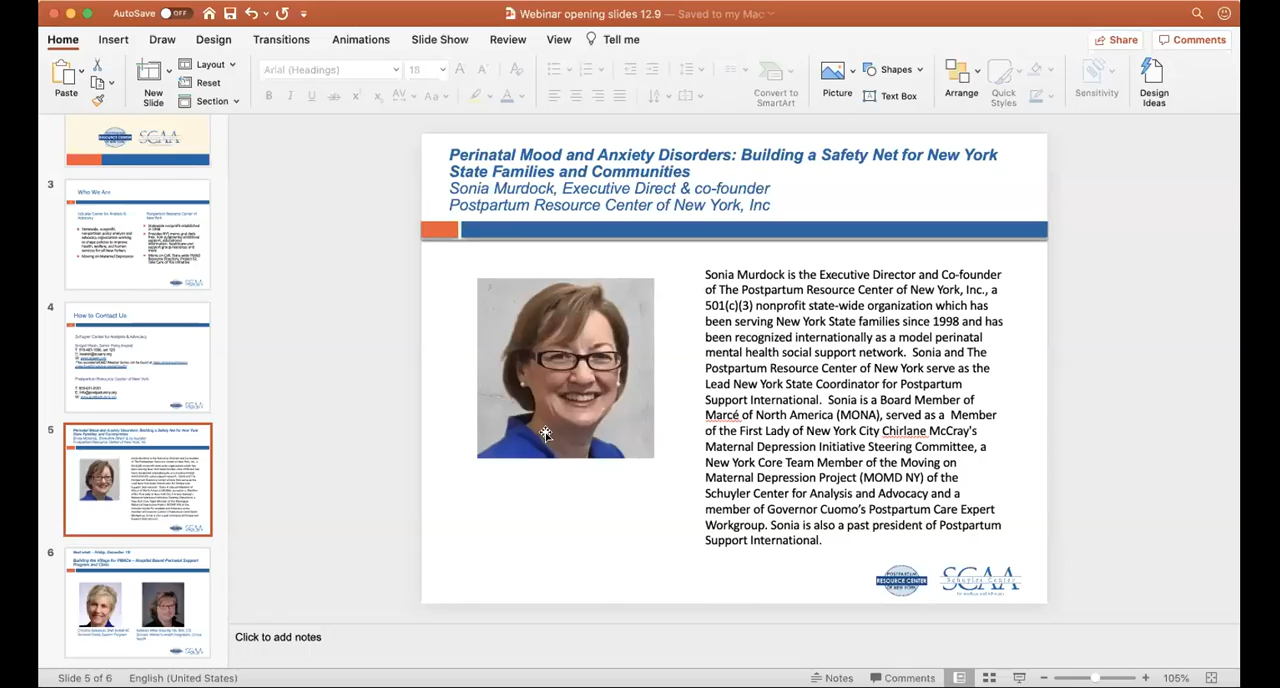 AutoSave OFF
Webinar opening slides 12.9 — Saved to my Mac
Home Insert Draw Design Transitions Animations Slide Show Review View Tell me Share Comments
Paste
New Slide
Layout
Reset
Section
Arial (Headings) 18
Convert to SmartArt
Picture
Shapes
Text Box
Arrange
Quick Styles
Sensitivity
Design Ideas
3
Who We Are
4
How to Contact Us
5
6
Perinatal Mood and Anxiety Disorders: Building a Safety Net for New York
State Families and Communities
Sonia Murdock, Executive Direct & co-founder
Postpartum Resource Center of New York, Inc
Sonia Murdock is the Executive Director and Co-founder
of The Postpartum Resource Center of New York, Inc., a
501(c)(3) nonprofit state-wide organization which has
been serving New York State families since 1998 and has
been recognized internationally as a model perinatal
mental health social support network. Sonia and The
Postpartum Resource Center of New York serve as the
Lead New York State Coordinator for Postpartum
Support International. Sonia is a Board Member of
Marcé of North America (MONA), served as a Member
of the First Lady of New York City Chirlane McCray's
Maternal Depression Initiative Steering Committee, a
New York Core Team Member of the Moving on
Maternal Depression Project (MOMD NY) of the
Schuyler Center for Analysis and Advocacy and a
member of Governor Cuomo's Postpartum Care Expert
Workgroup. Sonia is also a past president of Postpartum
Support International.
POSTPARTUM
RESOURCE CENTER
OF NEW YORK
SCAA
Schuyler Center
Click to add notes
Slide 5 of 6 English (United States) Notes Comments 105%